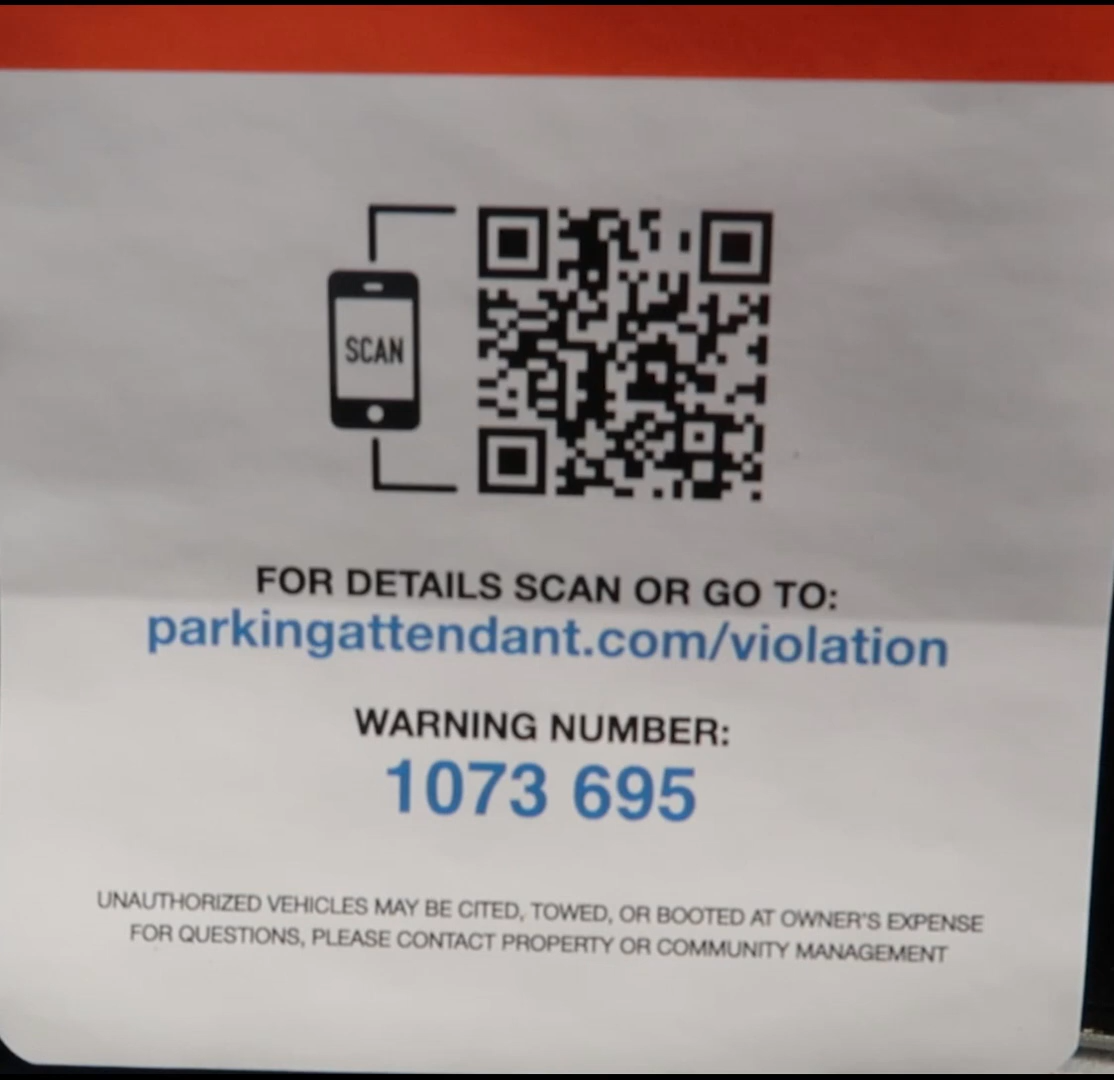 SCAN
FOR DETAILS SCAN OR GO TO:
parkingattendant.com/violation
WARNING NUMBER:
1073 695
UNAUTHORIZED VEHICLES MAY BE CITED, TOWED, OR BOOTED AT OWNER'S EXPENSE
FOR QUESTIONS, PLEASE CONTACT PROPERTY OR COMMUNITY MANAGEMENT